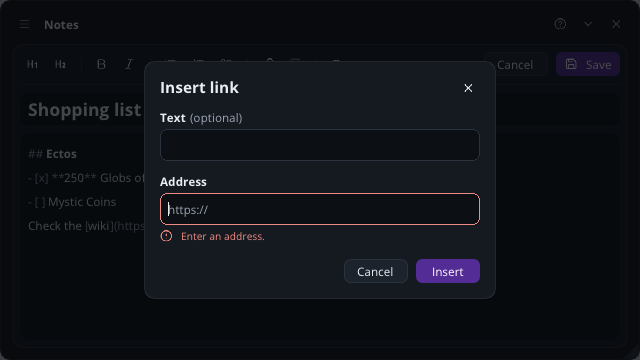 Notes
H1 H2 B I Cancel Save
Shopping list
## Ectos
- [x] **250** Globs of
- [ ] Mystic Coins
Check the [wiki](https
Insert link
Text (optional)
Address
https://
Enter an address.
Cancel Insert